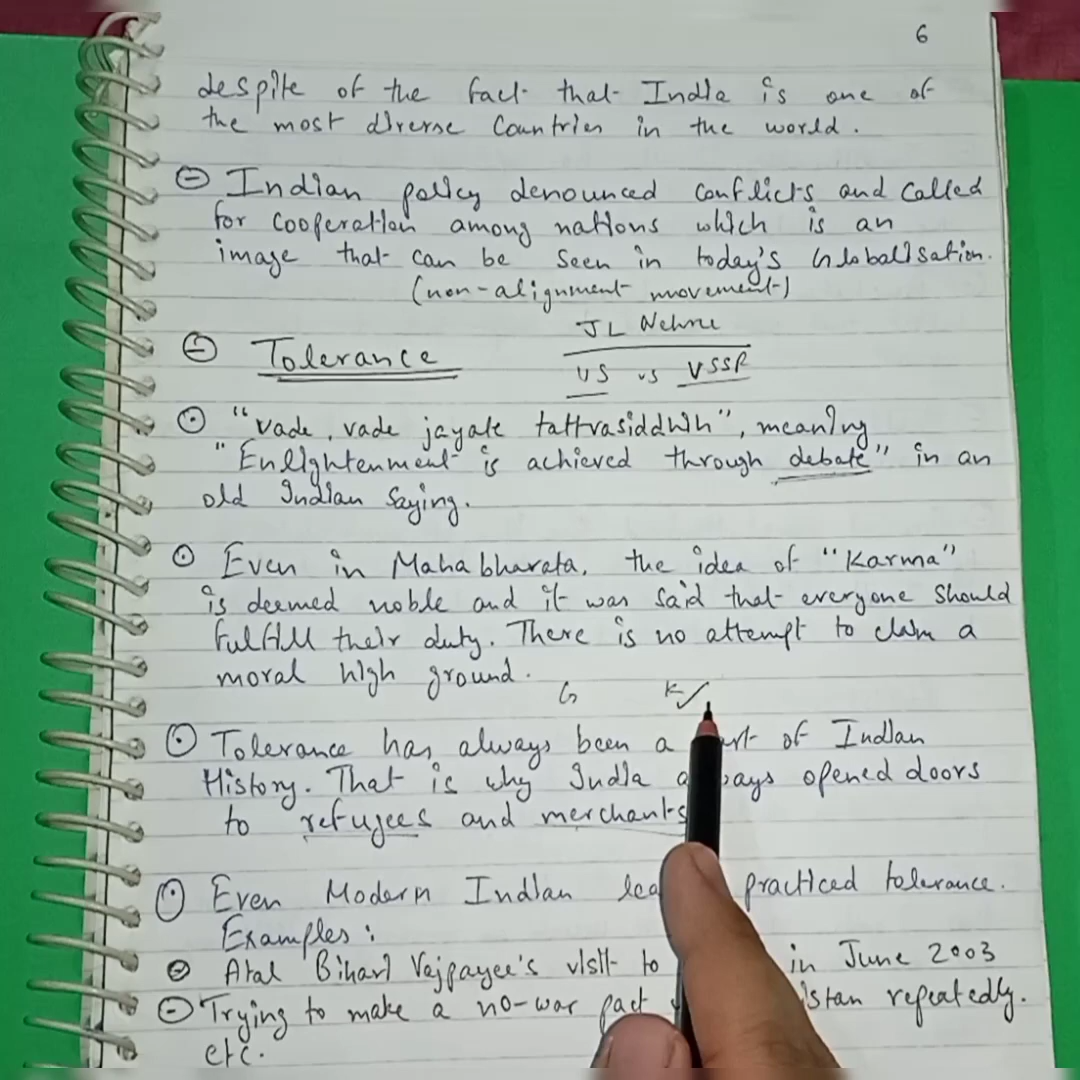 6
despite of the fact that India is one of
the most diverse Countries in the world.
Indian policy denounced conflicts and called
for cooperation among nations which is an
image that can be seen in today's Globalisation.
(non-alignment movement)
JL Nehru
Tolerance
US vs USSR
"vade, vade jayate tattvasiddhih", meaning
"Enlightenment is achieved through debate" in an
old Indian Saying.
Even in Mahabharata, the idea of "Karma"
is deemed noble and it was said that everyone should
fulfill their duty. There is no attempt to claim a
moral high ground.
K
Tolerance has always been a of Indian
History. That is why India opened doors
to refugees and merchants
Even Modern Indian practiced tolerance.
Examples:
Atal Bihari Vajpayee's visit to in June 2003
Trying to make a no-war pact repeatedly.
etc.